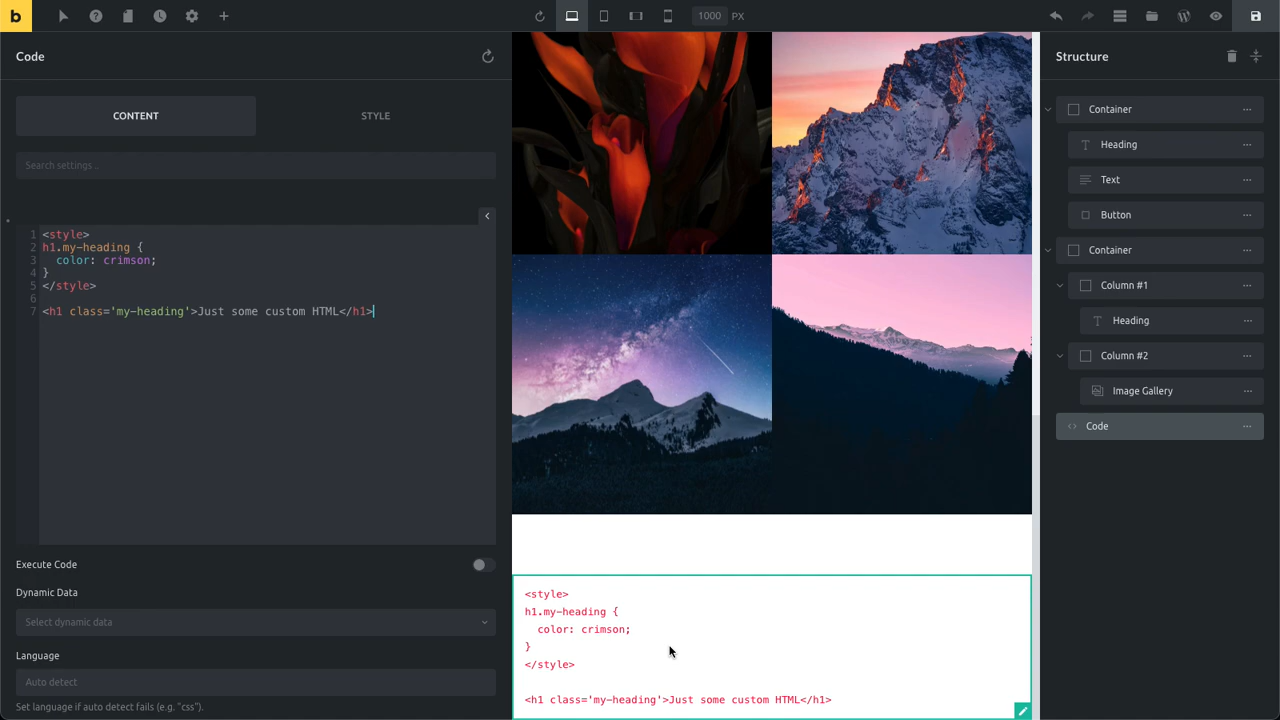 b
1000 PX
Code
CONTENT
STYLE
Search settings ..
1 <style>
2 h1.my-heading {
3 color: crimson;
4 }
5 </style>
6
7 <h1 class='my-heading'>Just some custom HTML</h1>
Execute Code
Dynamic Data
Select dynamic data
Language
Auto detect
Set language if auto detect fails (e.g. "css").
<style>
h1.my-heading {
color: crimson;
}
</style>
<h1 class='my-heading'>Just some custom HTML</h1>
Structure
Container
Heading
Text
Button
Container
Column #1
Heading
Column #2
Image Gallery
Code